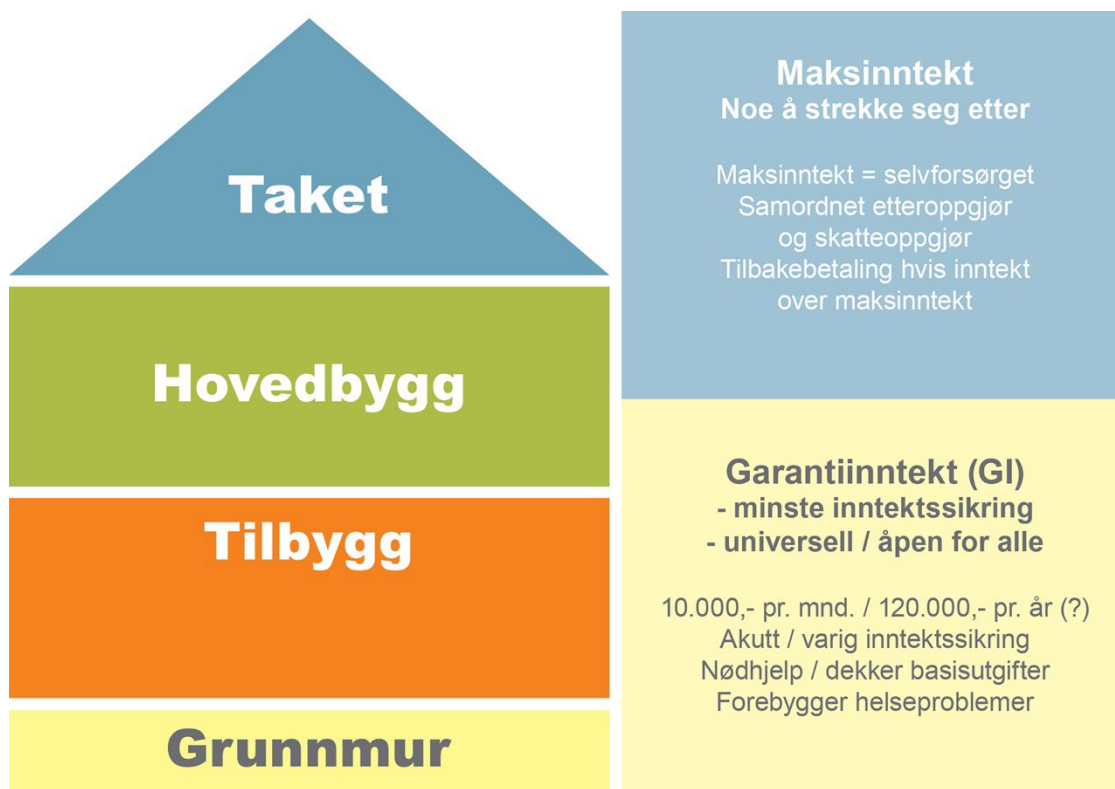 Taket
Hovedbygg
Tilbygg
Grunnmur
Maksinntekt
Noe å strekke seg etter
Maksinntekt = selvforsørget
Samordnet etteroppgjør
og skatteoppgjør
Tilbakebetaling hvis inntekt
over maksinntekt
Garantiinntekt (GI)
- minste inntektssikring
- universell / åpen for alle
10.000,- pr. mnd. / 120.000,- pr. år (?)
Akutt / varig inntektssikring
Nødhjelp / dekker basisutgifter
Forebygger helseproblemer